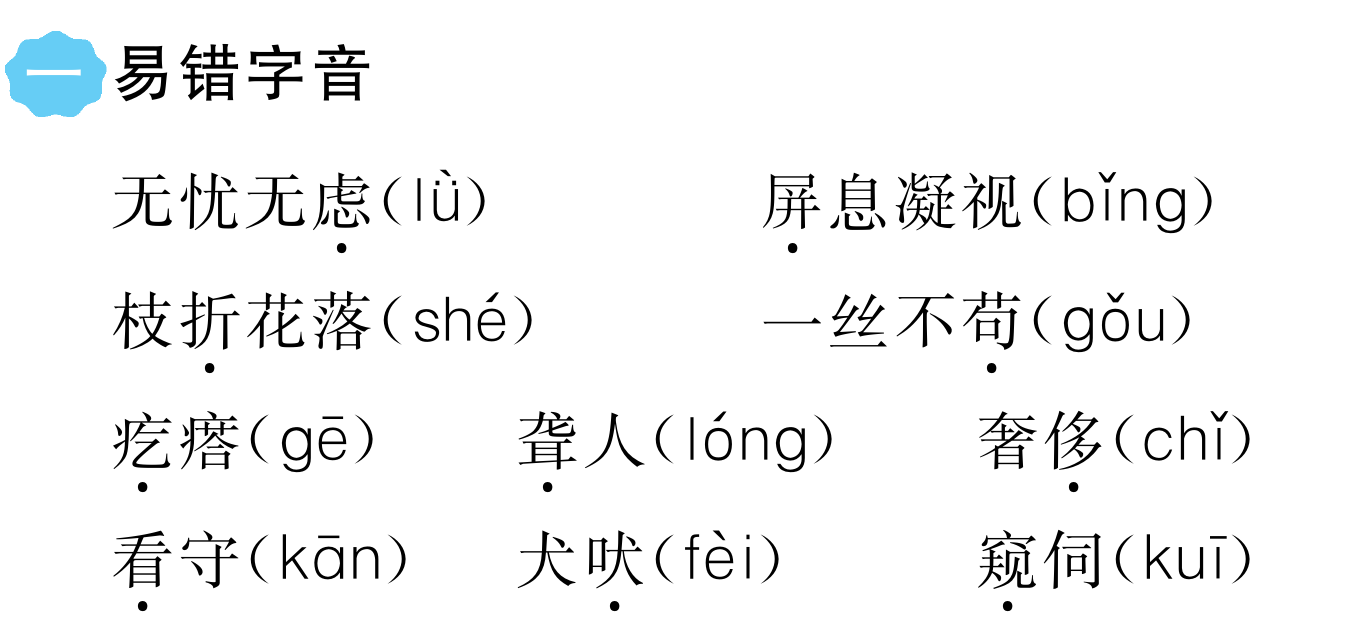 一 易错字音
无忧无虑(lǜ) 屏息凝视(bǐng)
枝折花落(shé) 一丝不苟(gǒu)
疙瘩(gē) 聋人(lóng) 奢侈(chǐ)
看守(kān) 犬吠(fèi) 窥伺(kuī)